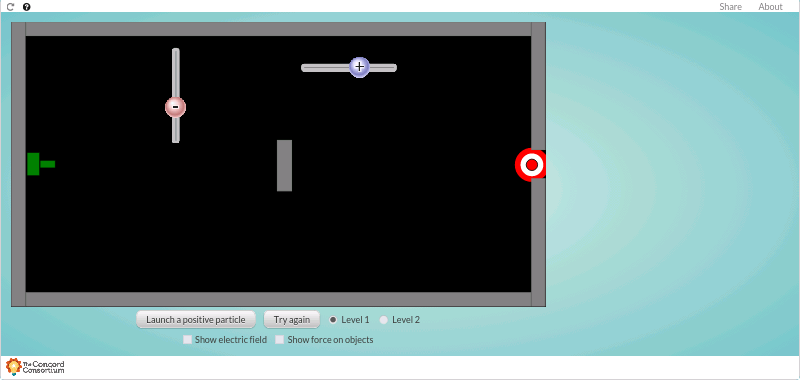 Share About
-
+
Launch a positive particle Try again Level 1 Level 2
Show electric field Show force on objects
The Concord
Consortium